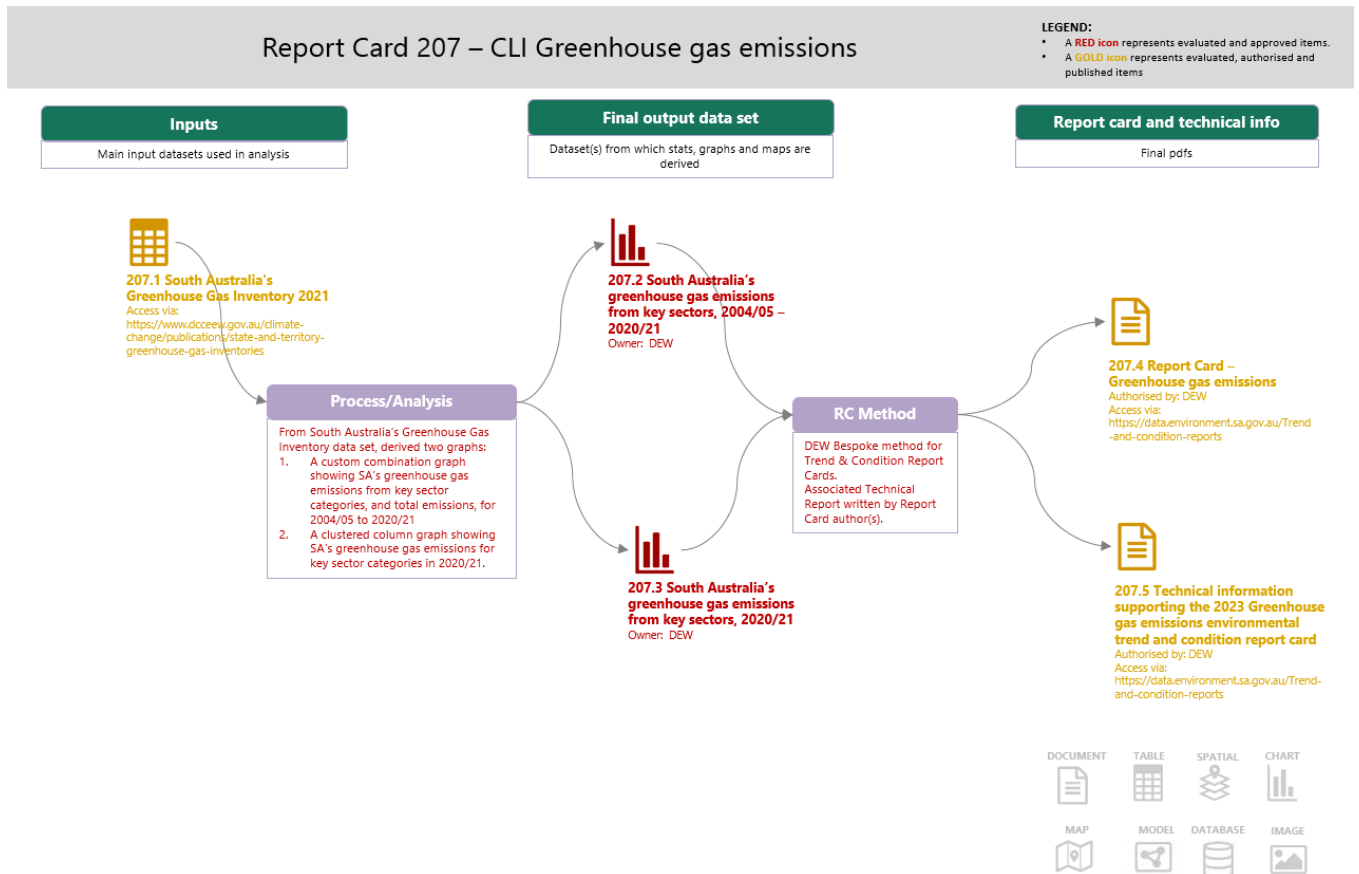 Report Card 207 – CLI Greenhouse gas emissions
LEGEND:
• A RED icon represents evaluated and approved items.
• A GOLD icon represents evaluated, authorised and
published items
Inputs
Main input datasets used in analysis
Final output data set
Dataset(s) from which stats, graphs and maps are
derived
Report card and technical info
Final pdfs
207.1 South Australia's
Greenhouse Gas Inventory 2021
Access via:
https://www.dcceew.gov.au/climate-
change/publications/state-and-territory-
greenhouse-gas-inventories
Process/Analysis
From South Australia's Greenhouse Gas
Inventory data set, derived two graphs:
1. A custom combination graph
showing SA's greenhouse gas
emissions from key sector
categories, and total emissions, for
2004/05 to 2020/21
2. A clustered column graph showing
SA's greenhouse gas emissions for
key sector categories in 2020/21.
207.2 South Australia's
greenhouse gas emissions
from key sectors, 2004/05 –
2020/21
Owner: DEW
207.3 South Australia's
greenhouse gas emissions
from key sectors, 2020/21
Owner: DEW
RC Method
DEW Bespoke method for
Trend & Condition Report
Cards.
Associated Technical
Report written by Report
Card author(s).
207.4 Report Card –
Greenhouse gas emissions
Authorised by: DEW
Access via:
https://data.environment.sa.gov.au/Trend
-and-condition-reports
207.5 Technical information
supporting the 2023 Greenhouse
gas emissions environmental
trend and condition report card
Authorised by: DEW
Access via:
https://data.environment.sa.gov.au/Trend-
and-condition-reports
DOCUMENT TABLE SPATIAL CHART
MAP MODEL DATABASE IMAGE